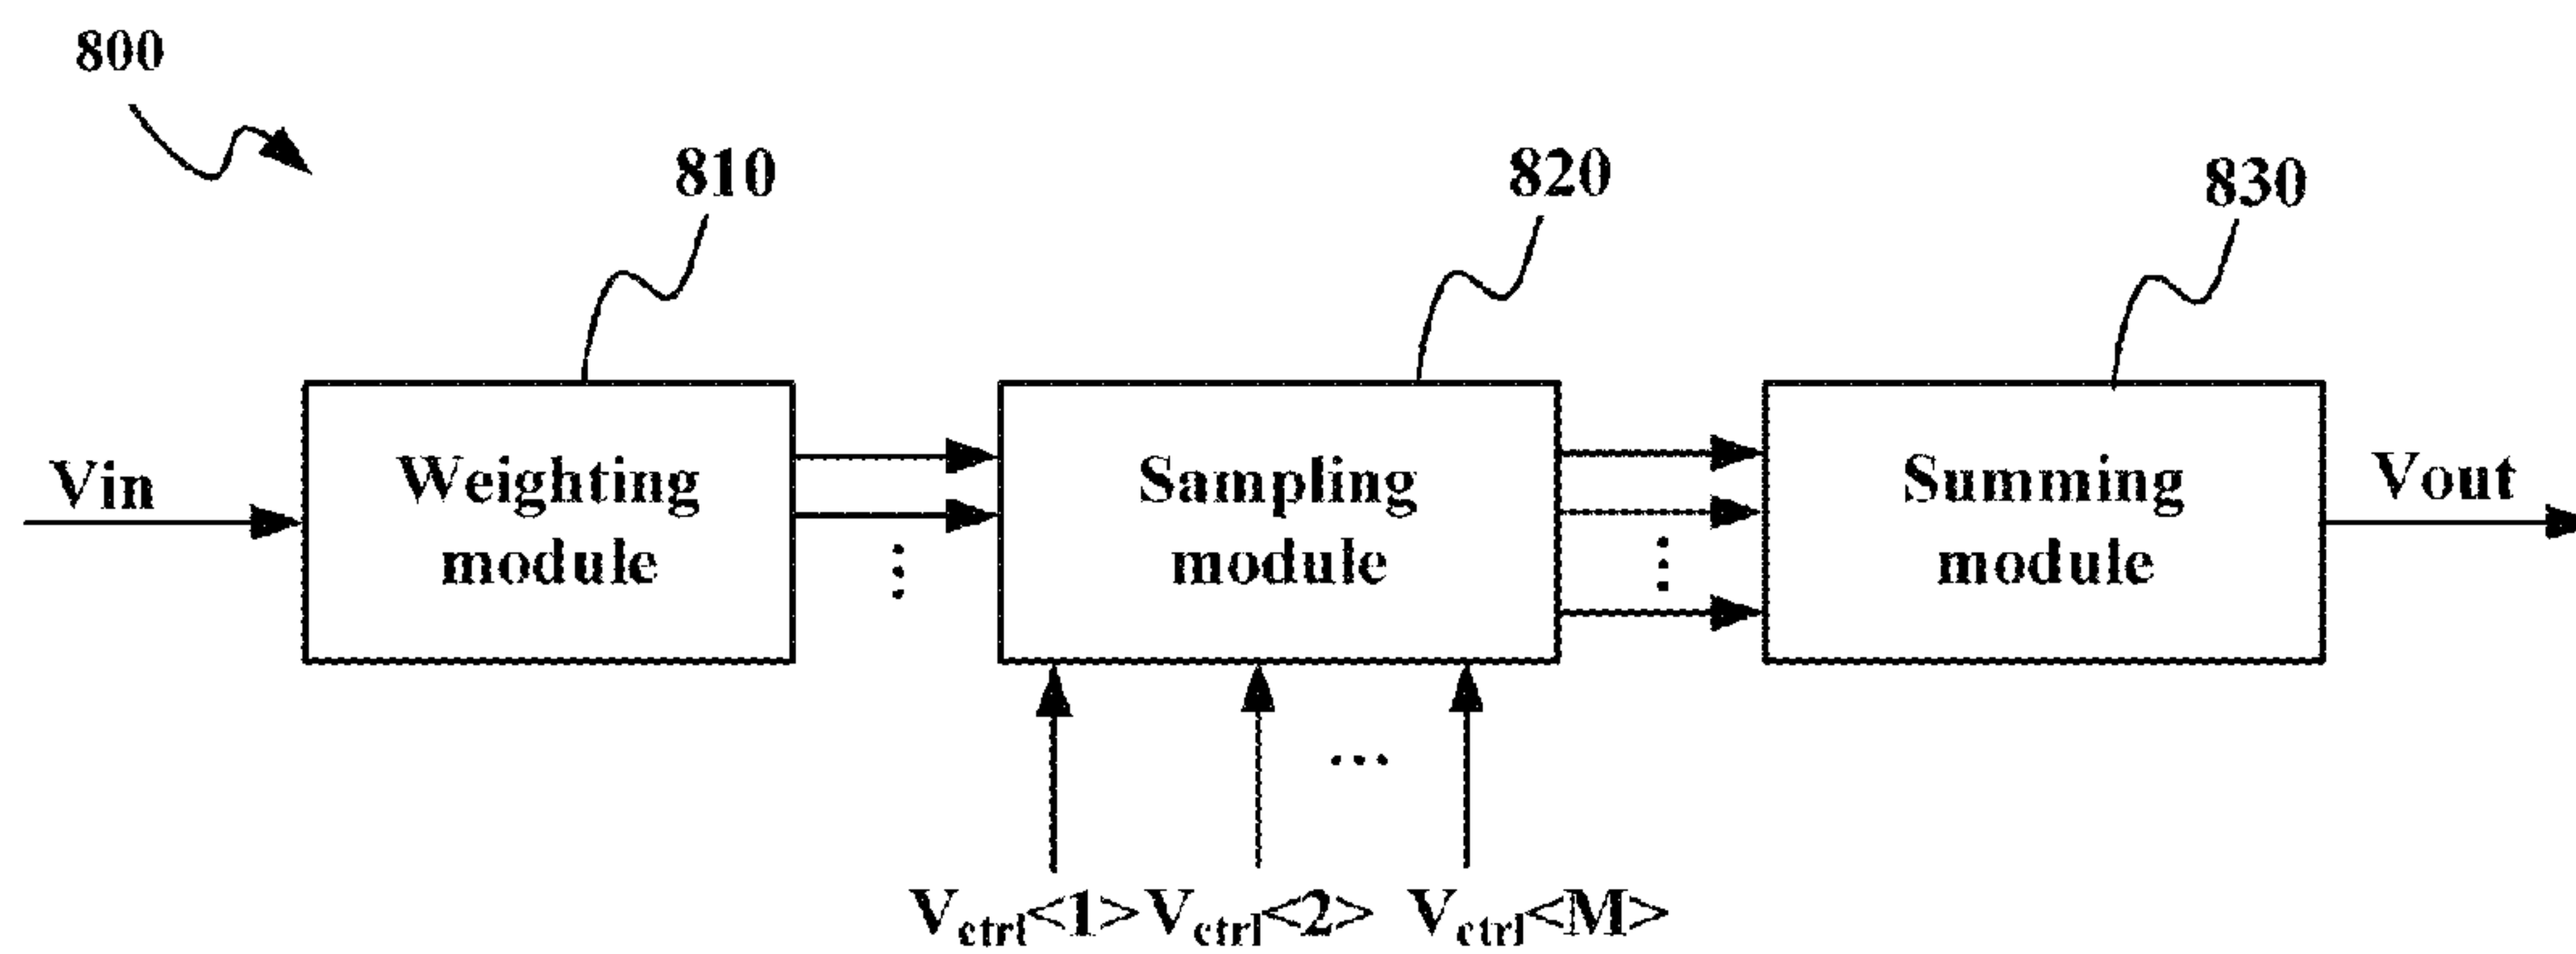 800
810
820
830
Vin
Weighting
module
Sampling
module
Summing
module
Vout
⋮
⋮
...
Vctrl<1> Vctrl<2> Vctrl<M>